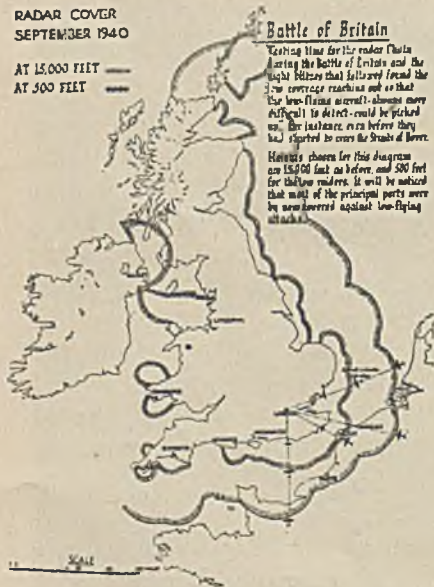 RADAR COVER
SEPTEMBER 1940
AT 15,000 FEET
AT 500 FEET
Battle of Britain
Testing time for the radar Chain
during the Battle of Britain and the
night Blitzes that followed found the
low coverage reaching out so that
the low-flying aircraft-always more
difficult to detect-could be picked
up, for instance, even before they
had started to cross the Straits of Dover.
Heights chosen for this diagram
are 15,000 feet as before, and 500 feet
for the low raiders. It will be noticed
that most of the principal ports were
by now covered against low-flying
attacks.
SCALE